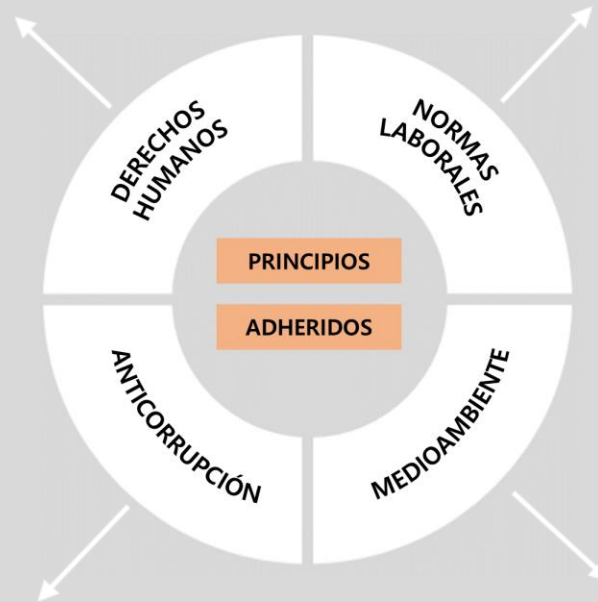 DERECHOS
HUMANOS
NORMAS
LABORALES
PRINCIPIOS
ADHERIDOS
ANTICORRUPCIÓN
MEDIOAMBIENTE